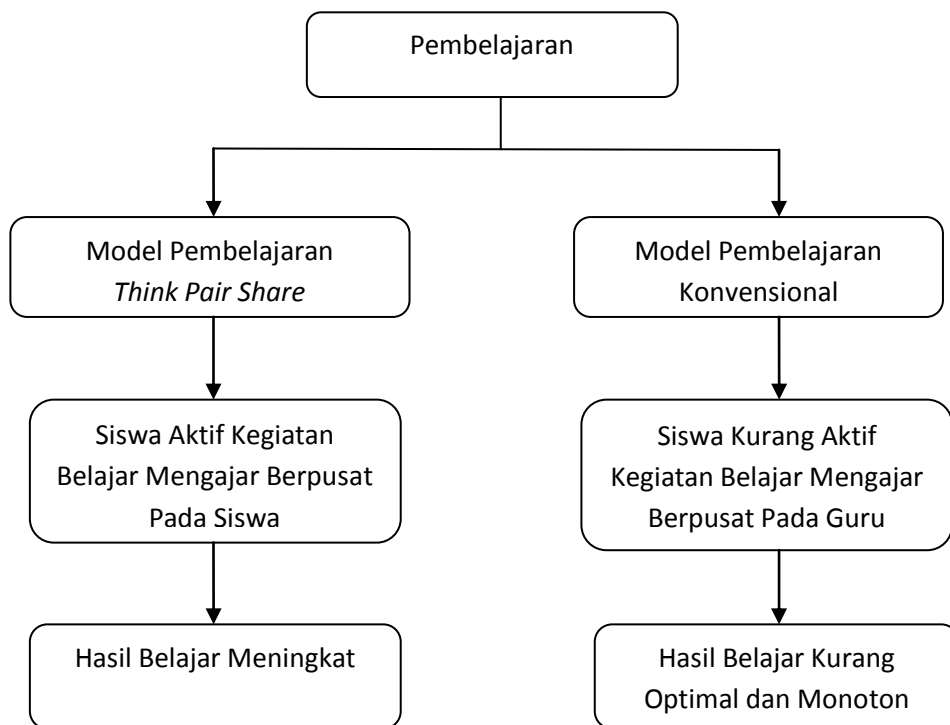 Pembelajaran
Model Pembelajaran
Think Pair Share
Model Pembelajaran
Konvensional
Siswa Aktif Kegiatan
Belajar Mengajar Berpusat
Pada Siswa
Siswa Kurang Aktif
Kegiatan Belajar Mengajar
Berpusat Pada Guru
Hasil Belajar Meningkat
Hasil Belajar Kurang
Optimal dan Monoton